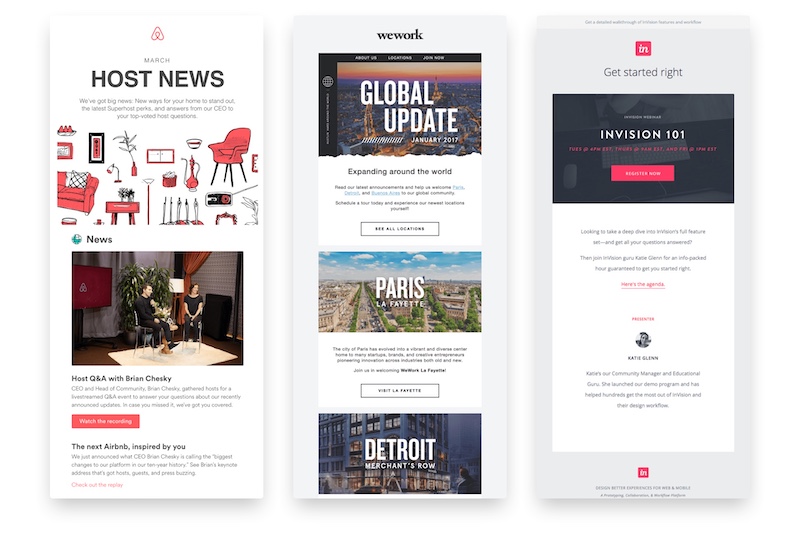 MARCH
HOST NEWS
We've got big news: New ways for your home to stand out,
the latest Superhost perks, and answers from our CEO to
your top-voted host questions.
News
Host Q&A with Brian Chesky
CEO and Head of Community, Brian Chesky, gathered hosts for a
livestreamed Q&A event to answer your questions about our recently
announced updates. In case you missed it, we've got you covered.
Watch the recording
The next Airbnb, inspired by you
We just announced what CEO Brian Chesky is calling the "biggest
changes to our platform in our ten-year history." See Brian's keynote
address that's got hosts, guests, and press buzzing.
Check out the replay
wework
ABOUT US LOCATIONS JOIN NOW
GLOBAL
UPDATE
JANUARY 2017
Expanding around the world
Read our latest announcements and help us welcome Paris,
Detroit, and Buenos Aires to our global community.
Schedule a tour today and experience our newest locations
yourself!
SEE ALL LOCATIONS
PARIS
LA FAYETTE
The city of Paris has evolved into a vibrant and diverse center
home to many startups, brands, and creative entrepreneurs
pioneering innovation across industries both old and new.
Join us in welcoming WeWork La Fayette!
VISIT LA FAYETTE
DETROIT
MERCHANT'S ROW
Get a detailed walkthrough of InVision features and workflow
in
Get started right
INVISION WEBINAR
INVISION 101
TUES @ 4PM EST, THURS @ 9AM EST, AND FRI @ 1PM EST
REGISTER NOW
Looking to take a deep dive into InVision's full feature
set—and get all your questions answered?
Then join InVision guru Katie Glenn for an info-packed
hour guaranteed to get you started right.
Here's the agenda.
PRESENTER
KATIE GLENN
Katie's our Community Manager and Educational
Guru. She launched our demo program and has
helped hundreds get the most out of InVision and
their design workflow.
in
DESIGN BETTER EXPERIENCES FOR WEB & MOBILE
A Prototyping, Collaboration, & Workflow Platform